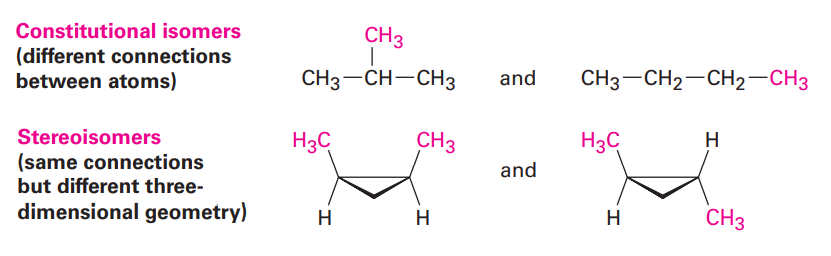 Constitutional isomers
(different connections
between atoms)
CH3
CH3—CH—CH3 and CH3—CH2—CH2—CH3
Stereoisomers
(same connections
but different three-
dimensional geometry)
H3C CH3 and H3C H
H H H CH3